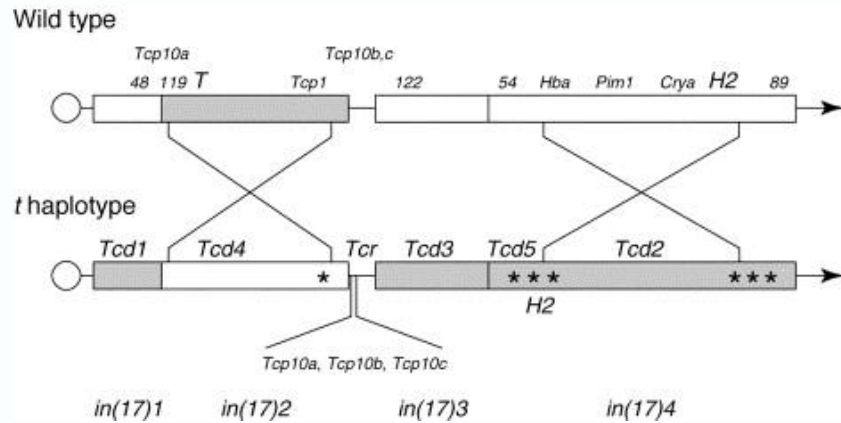 Wild type
Tcp10a Tcp10b,c
48 119 T Tcp1 122 54 Hba Pim1 Crya H2 89
t haplotype
Tcd1 Tcd4 Tcr Tcd3 Tcd5 Tcd2
* * * * * * *
H2
Tcp10a, Tcp10b, Tcp10c
in(17)1 in(17)2 in(17)3 in(17)4